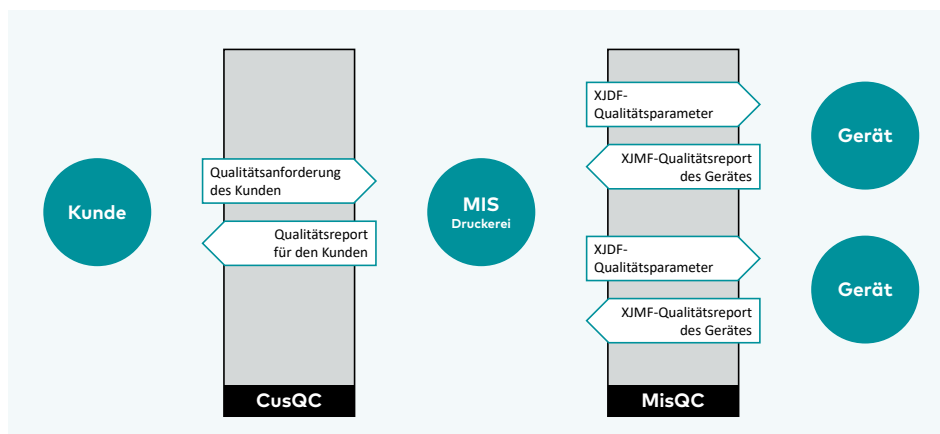 Kunde
Qualitätsanforderung
des Kunden
Qualitätsreport
für den Kunden
CusQC
MIS
Druckerei
XJDF-
Qualitätsparameter
XJMF-Qualitätsreport
des Gerätes
XJDF-
Qualitätsparameter
XJMF-Qualitätsreport
des Gerätes
MisQC
Gerät
Gerät